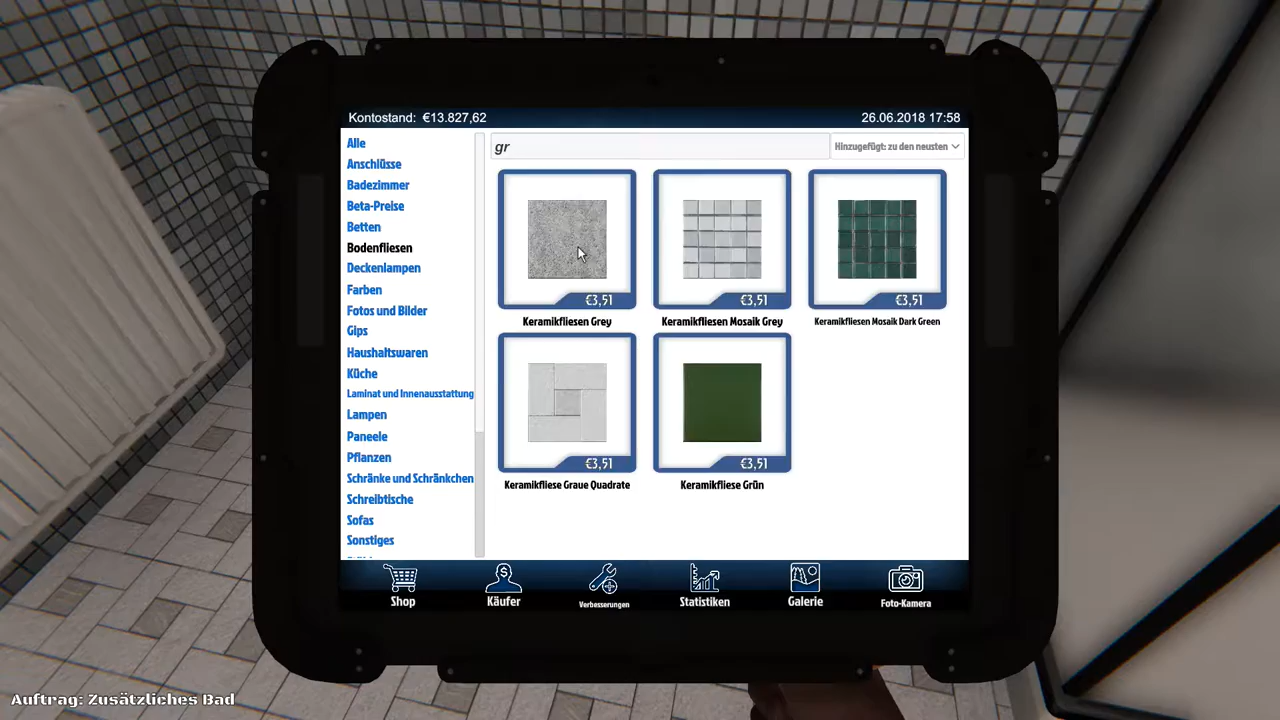 Kontostand: €13.827,62
26.06.2018 17:58
Alle
Anschlüsse
Badezimmer
Beta-Preise
Betten
Bodenfliesen
Deckenlampen
Farben
Fotos und Bilder
Gips
Haushaltswaren
Küche
Laminat und Innenausstattung
Lampen
Paneele
Pflanzen
Schränke und Schränkchen
Schreibtische
Sofas
Sonstiges
gr
Hinzugefügt: zu den neusten
€3,51
€3,51
€3,51
Keramikfliesen Grey
Keramikfliesen Mosaik Grey
Keramikfliesen Mosaik Dark Green
€3,51
€3,51
Keramikfliese Graue Quadrate
Keramikfliese Grün
Shop
Käufer
Verbesserungen
Statistiken
Galerie
Foto-Kamera
Auftrag: Zusätzliches Bad